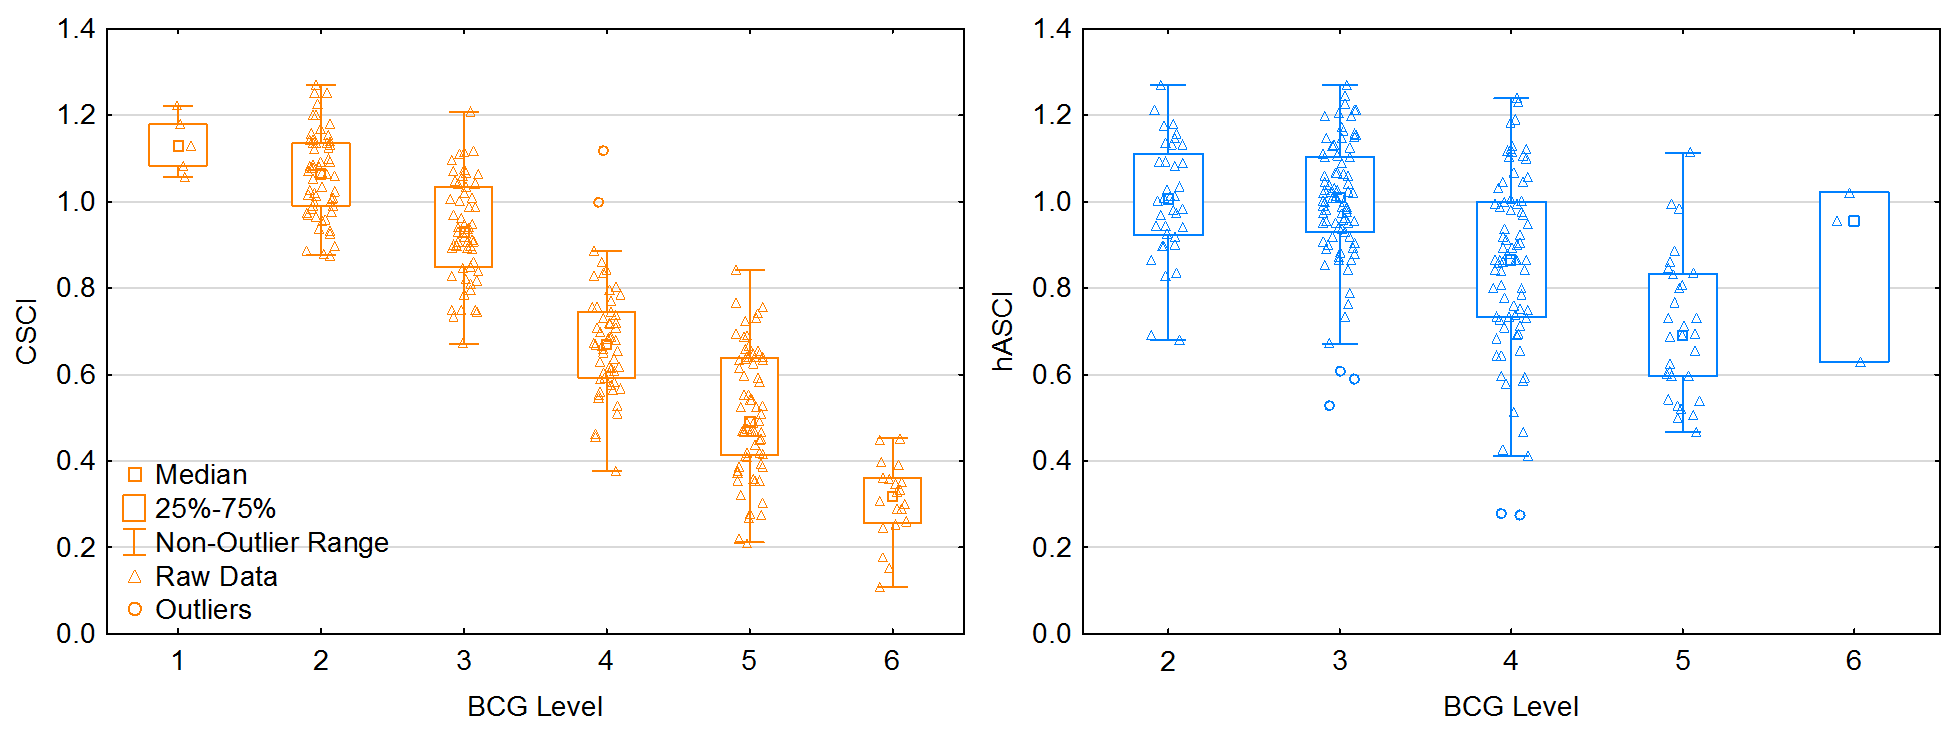 1.4
1.2
1.0
0.8
0.6
0.4
0.2
0.0
CSCI
Median
25%-75%
Non-Outlier Range
Raw Data
Outliers
1 2 3 4 5 6
BCG Level
1.4
1.2
1.0
0.8
0.6
0.4
0.2
0.0
hASCI
2 3 4 5 6
BCG Level